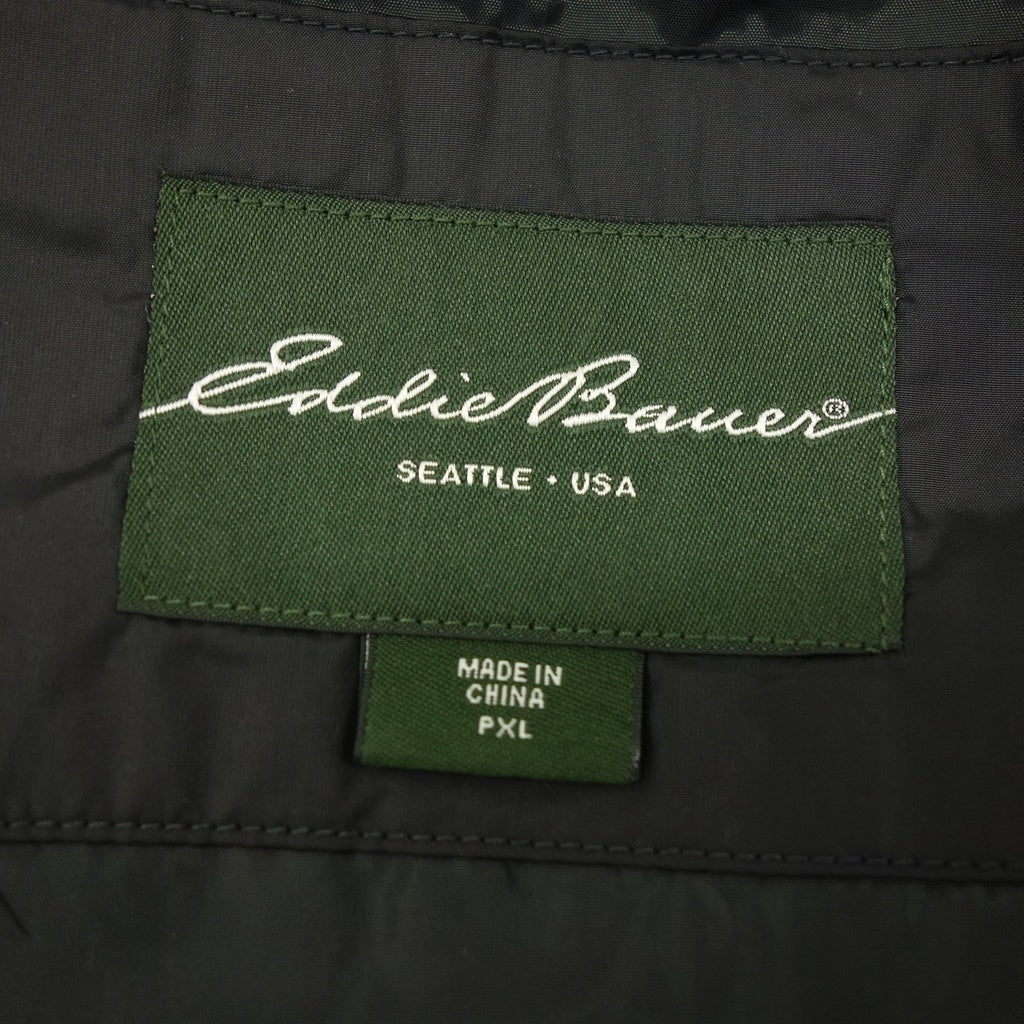 Eddie Bauer®
SEATTLE • USA
MADE IN
CHINA
PXL